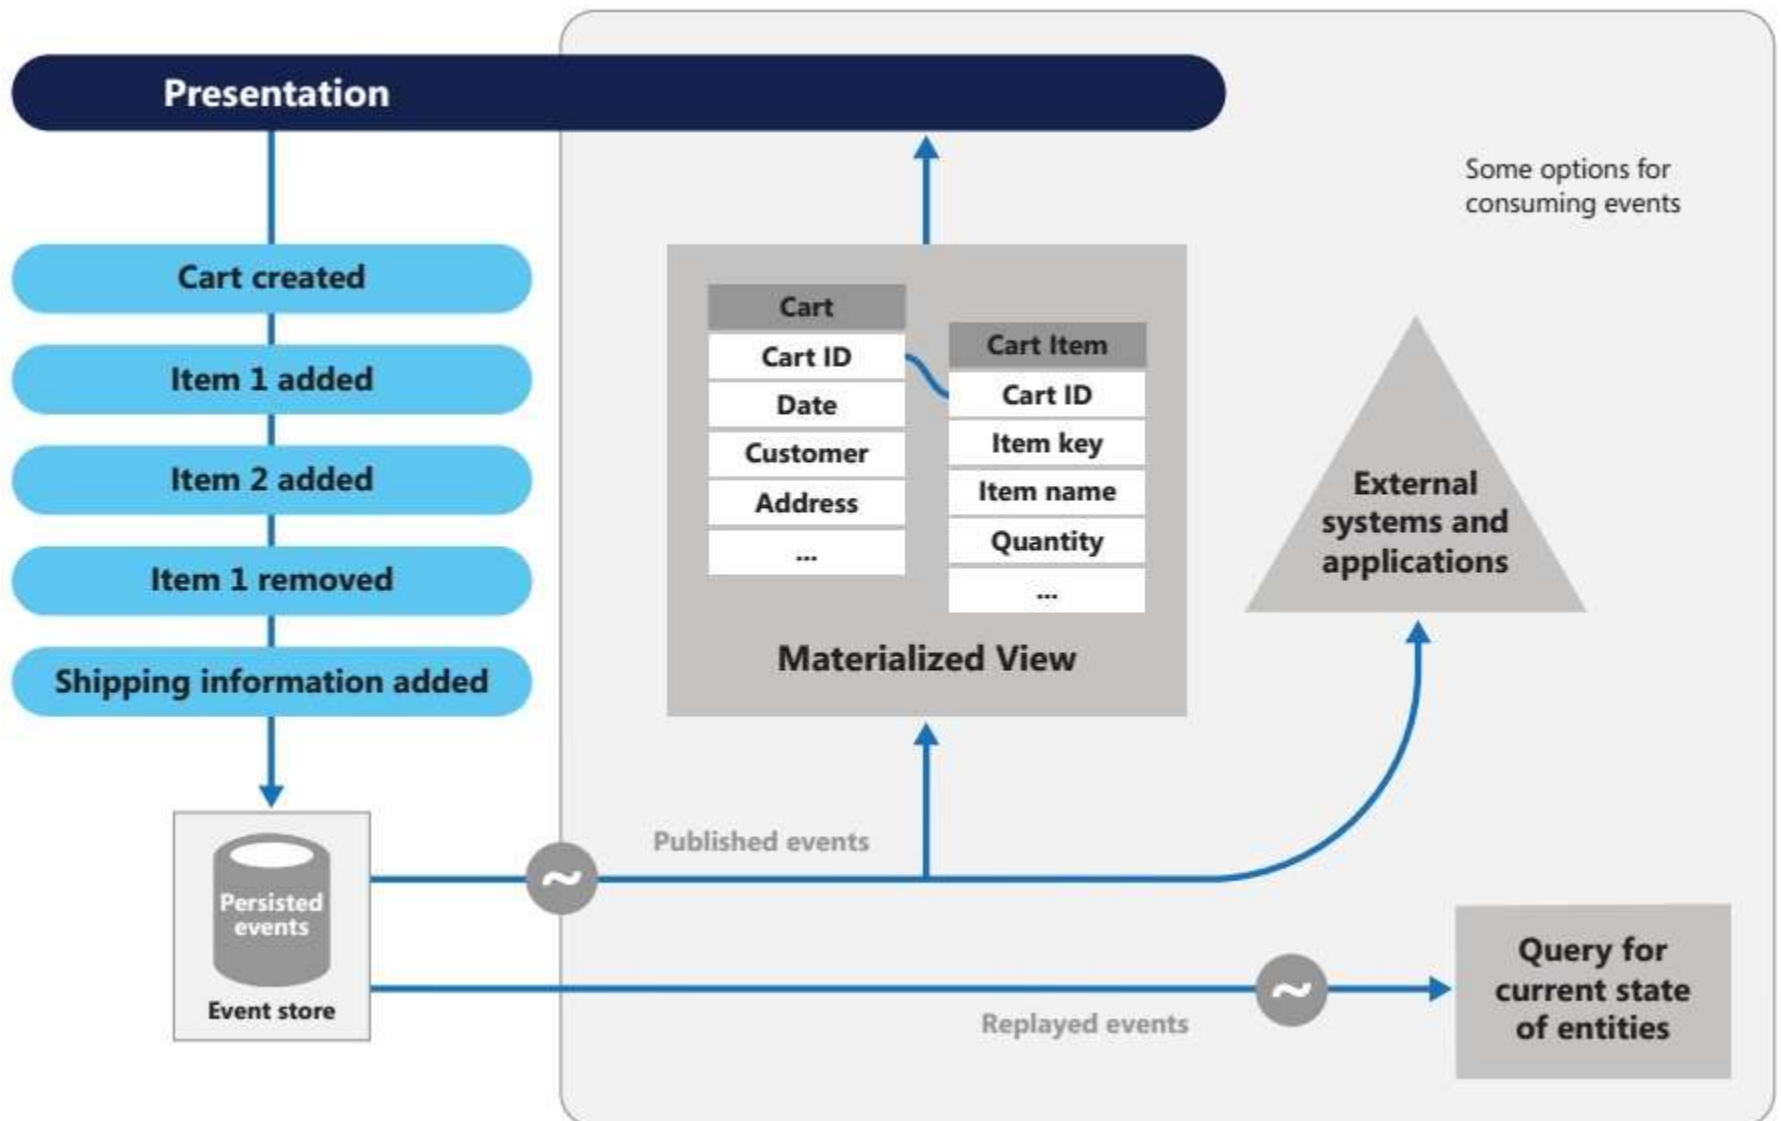 Presentation
Some options for
consuming events
Cart created
Item 1 added
Item 2 added
Item 1 removed
Shipping information added
Cart
Cart ID
Date
Customer
Address
...
Cart Item
Cart ID
Item key
Item name
Quantity
...
Materialized View
External
systems and
applications
Published events
~
Persisted
events
Event store
Replayed events
~
Query for
current state
of entities